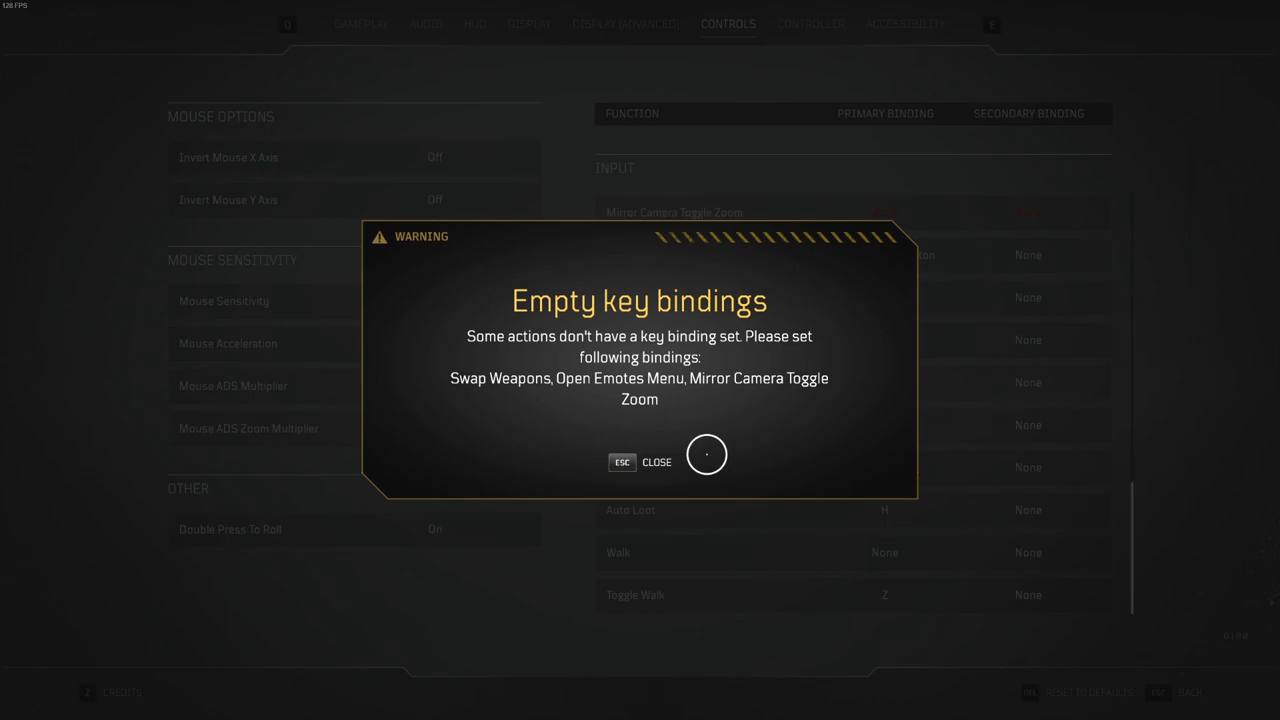 128 FPS
Q GAMEPLAY AUDIO HUD DISPLAY DISPLAY (ADVANCED) CONTROLS CONTROLLER ACCESSIBILITY E
MOUSE OPTIONS
Invert Mouse X Axis Off
Invert Mouse Y Axis Off
MOUSE SENSITIVITY
Mouse Sensitivity
Mouse Acceleration
Mouse ADS Multiplier
Mouse ADS Zoom Multiplier
OTHER
Double Press To Roll On
FUNCTION PRIMARY BINDING SECONDARY BINDING
INPUT
Mirror Camera Toggle Zoom
None
None
None
None
None
None
Auto Loot H None
Walk None None
Toggle Walk Z None
WARNING
Empty key bindings
Some actions don't have a key binding set. Please set
following bindings:
Swap Weapons, Open Emotes Menu, Mirror Camera Toggle
Zoom
ESC CLOSE
Z CREDITS
DEL RESET TO DEFAULTS ESC BACK